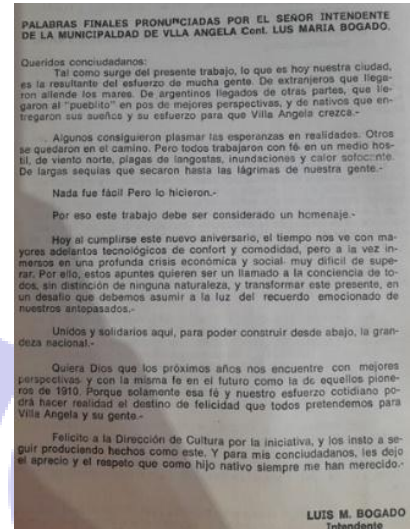 PALABRAS FINALES PRONUNCIADAS POR EL SEÑOR INTENDENTE
DE LA MUNICIPALDAD DE VLLA ANGELA Cont. LUS MARIA BOGADO.
Queridos conciudadanos:
Tal como surge del presente trabajo, lo que es hoy nuestra ciudad,
es la resultante del esfuerzo de mucha gente. De extranjeros que llega-
ron allende los mares. De argentinos llegados de otras partes, que lle-
garon al "pueblito" en pos de mejores perspectivas, y de nativos que en-
tregaron sus sueños y su esfuerzo para que Villa Angela crezca.-
Algunos consiguieron plasmar las esperanzas en realidades. Otros
se quedaron en el camino. Pero todos trabajaron con fé en un medio hos-
til, de viento norte, plagas de langostas, inundaciones y calor sofocante.
De largas sequías que secaron hasta las lágrimas de nuestra gente.-
Nada fue fácil Pero lo hicieron.-
Por eso este trabajo debe ser considerado un homenaje.-
Hoy al cumplirse este nuevo aniversario, el tiempo nos ve con ma-
yores adelantos tecnológicos de confort y comodidad, pero a la vez in-
mersos en una profunda crisis económica y social muy dificil de supe-
rar. Por ello, estos apuntes quieren ser un llamado a la conciencia de to-
dos, sin distinción de ninguna naturaleza, y transformar este presente, en
un desafio que debemos asumir a la luz del recuerdo emocionado de
nuestros antepasados.-
Unidos y solidarios aquí, para poder construir desde abajo, la gran-
deza nacional.-
Quiera Dios que los próximos años nos encuentre con mejores
perspectivas y con la misma fe en el futuro como la de equellos pione-
ros de 1910. Porque solamente esa fé y nuestro esfuerzo cotidiano po-
drá hacer realidad el destino de felicidad que todos pretendemos para
Villa Angela y su gente.-
Felicito a la Dirección de Cultura por la iniciativa, y los insto a se-
guir produciendo hechos como este. Y para mis conciudadanos, les dejo
el aprecio y el respeto que como hijo nativo siempre me han merecido.-
LUIS M. BOGADO
Intendente